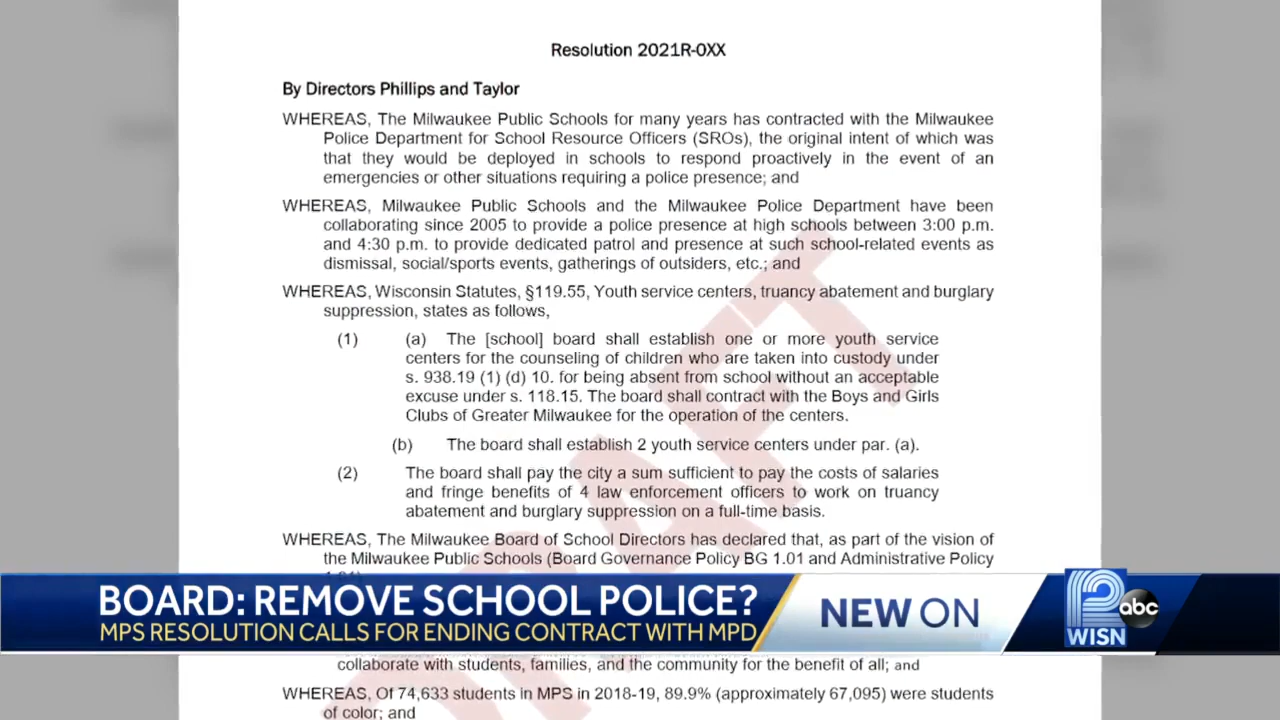 Resolution 2021R-0XX
By Directors Phillips and Taylor
WHEREAS, The Milwaukee Public Schools for many years has contracted with the Milwaukee
Police Department for School Resource Officers (SROs), the original intent of which was
that they would be deployed in schools to respond proactively in the event of an
emergencies or other situations requiring a police presence; and
WHEREAS, Milwaukee Public Schools and the Milwaukee Police Department have been
collaborating since 2005 to provide a police presence at high schools between 3:00 p.m.
and 4:30 p.m. to provide dedicated patrol and presence at such school-related events as
dismissal, social/sports events, gatherings of outsiders, etc.; and
WHEREAS, Wisconsin Statutes, §119.55, Youth service centers, truancy abatement and burglary
suppression, states as follows,
(1) (a) The [school] board shall establish one or more youth service
centers for the counseling of children who are taken into custody under
s. 938.19 (1) (d) 10. for being absent from school without an acceptable
excuse under s. 118.15. The board shall contract with the Boys and Girls
Clubs of Greater Milwaukee for the operation of the centers.
(b) The board shall establish 2 youth service centers under par. (a).
(2) The board shall pay the city a sum sufficient to pay the costs of salaries
and fringe benefits of 4 law enforcement officers to work on truancy
abatement and burglary suppression on a full-time basis.
WHEREAS, The Milwaukee Board of School Directors has declared that, as part of the vision of
the Milwaukee Public Schools (Board Governance Policy BG 1.01 and Administrative Policy
BOARD: REMOVE SCHOOL POLICE?
MPS RESOLUTION CALLS FOR ENDING CONTRACT WITH MPD
NEW ON
12
abc
WISN
collaborate with students, families, and the community for the benefit of all; and
WHEREAS, Of 74,633 students in MPS in 2018-19, 89.9% (approximately 67,095) were students
of color; and
DRAFT